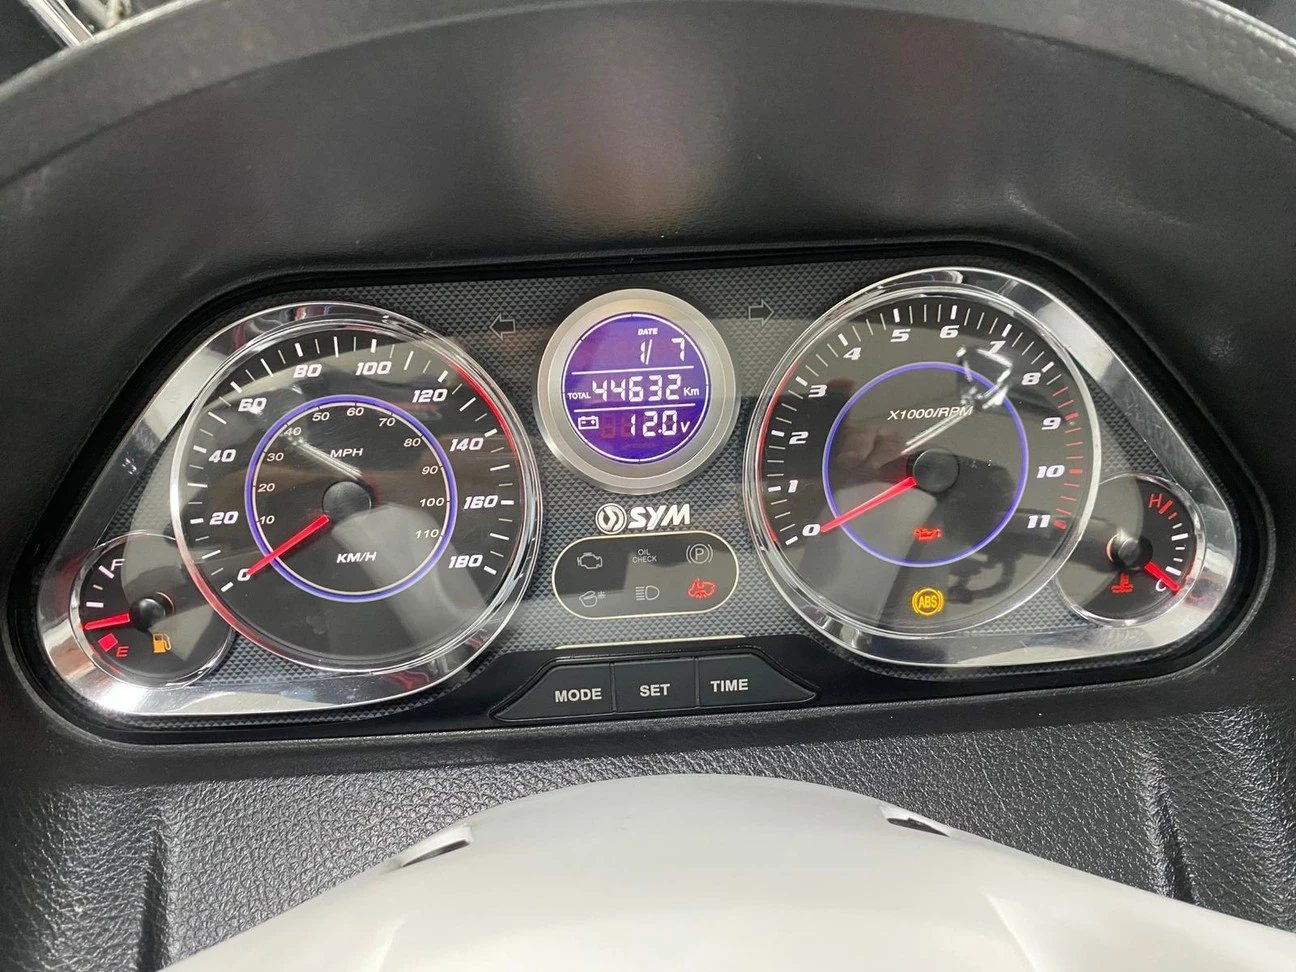 DATE
1/ 7
TOTAL 44632 Km
12.0 V
SYM
OIL
CHECK
P
0 20 40 60 80 100 120 140 160 180
10 20 30 40 50 60 70 80 90 100 110
MPH
KM/H
F
E
0 1 2 3 4 5 6 7 8 9 10 11
X1000/RPM
ABS
H
C
MODE SET TIME